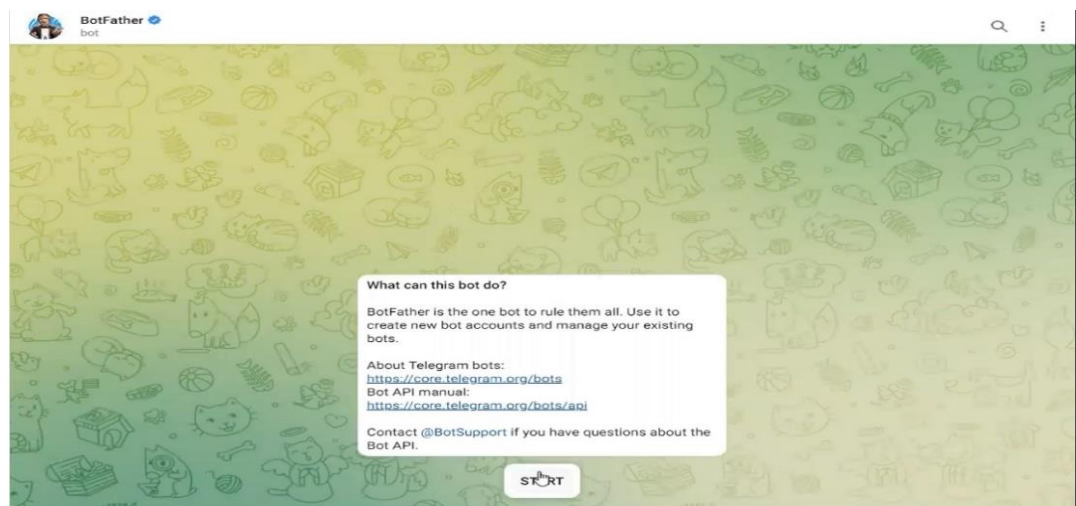 BotFather
bot
What can this bot do?
BotFather is the one bot to rule them all. Use it to
create new bot accounts and manage your existing
bots.
About Telegram bots:
https://core.telegram.org/bots
Bot API manual:
https://core.telegram.org/bots/api
Contact @BotSupport if you have questions about the
Bot API.
START